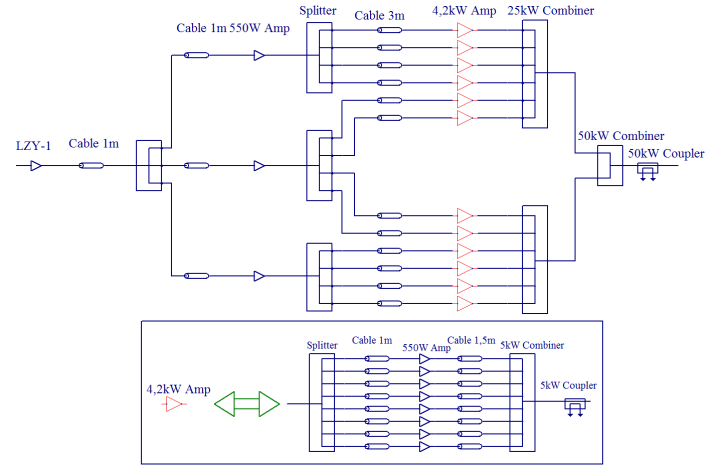 Splitter
Cable 3m
4,2kW Amp
25kW Combiner
Cable 1m
550W Amp
LZY-1
Cable 1m
50kW Combiner
50kW Coupler
Splitter
Cable 1m
550W Amp
Cable 1,5m
5kW Combiner
4,2kW Amp
5kW Coupler